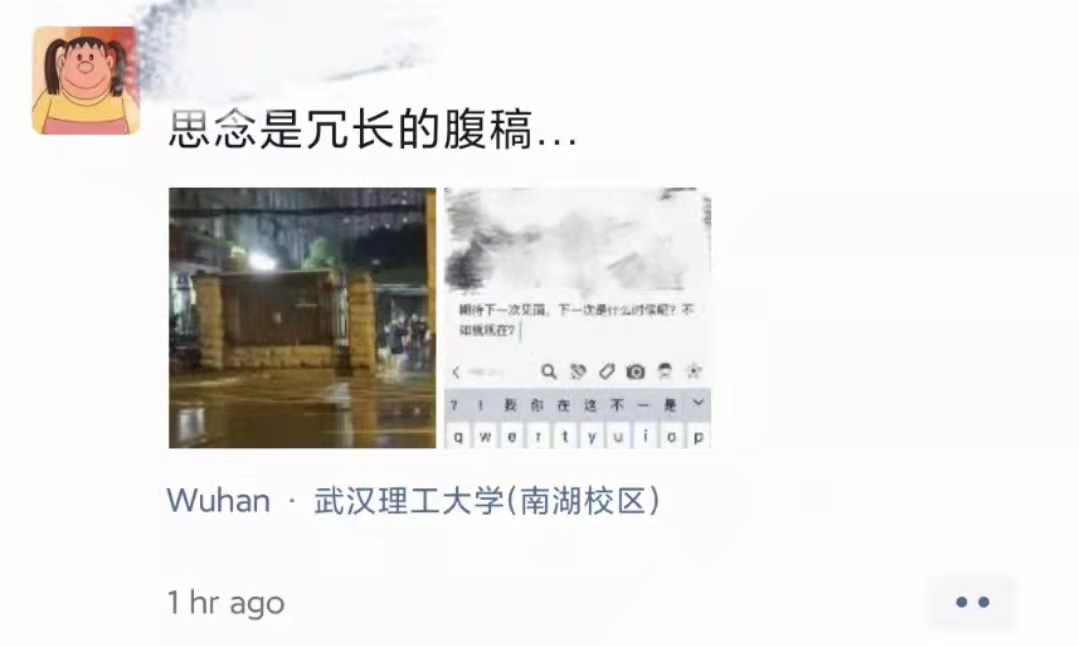 思念是冗长的腹稿...
期待下一次见面，下一次是什么时候呢？不
如就现在？
? ! 我 你 在 这 不 一 是
q w e r t y u i o p
Wuhan · 武汉理工大学(南湖校区)
1 hr ago